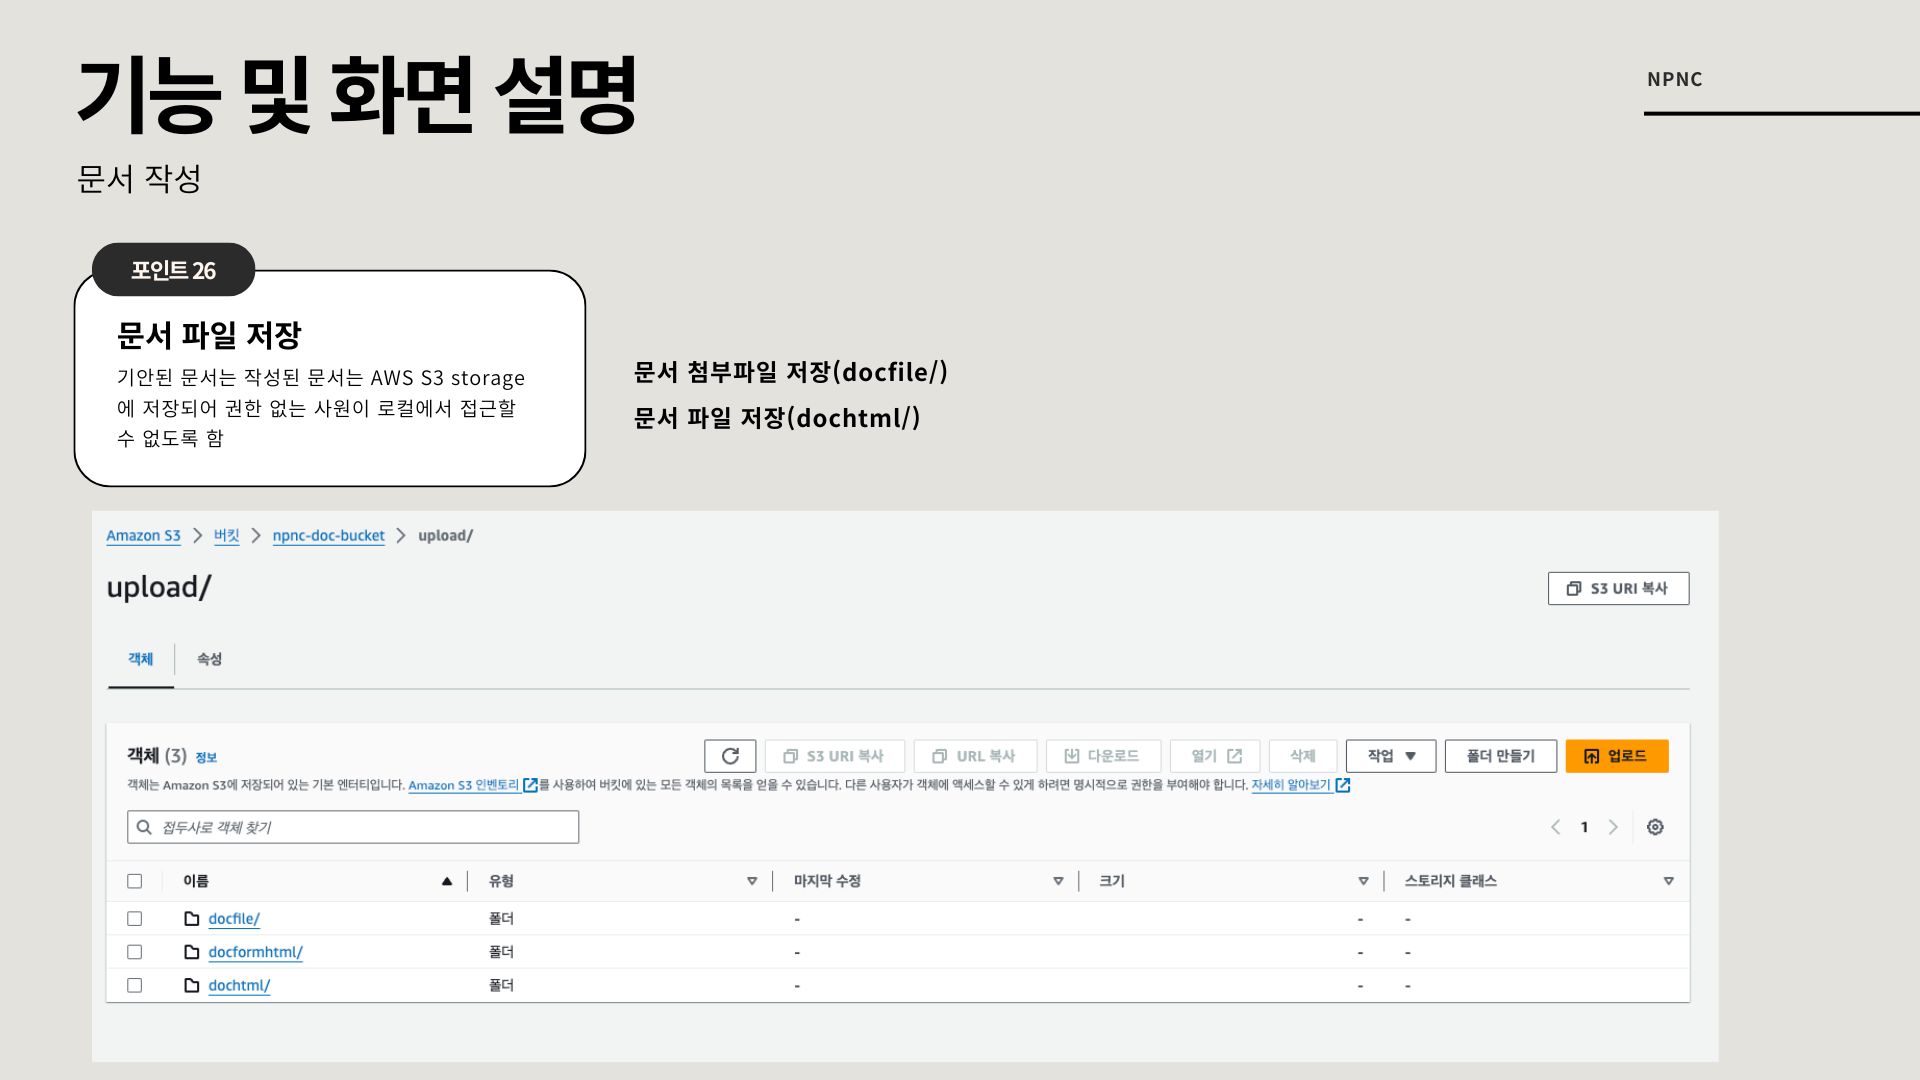 기능 및 화면 설명
NPNC
문서 작성
포인트 26
문서 파일 저장
기안된 문서는 작성된 문서는 AWS S3 storage
에 저장되어 권한 없는 사원이 로컬에서 접근할
수 없도록 함
문서 첨부파일 저장(docfile/)
문서 파일 저장(dochtml/)
Amazon S3 > 버킷 > npnc-doc-bucket > upload/
upload/
S3 URI 복사
객체 속성
객체 (3) 정보
S3 URI 복사 URL 복사 다운로드 열기 삭제 작업 폴더 만들기 업로드
객체는 Amazon S3에 저장되어 있는 기본 엔터티입니다. Amazon S3 인벤토리를 사용하여 버킷에 있는 모든 객체의 목록을 얻을 수 있습니다. 다른 사용자가 객체에 액세스할 수 있게 하려면 명시적으로 권한을 부여해야 합니다. 자세히 알아보기
접두사로 객체 찾기
1
이름 유형 마지막 수정 크기 스토리지 클래스
docfile/ 폴더 - - -
docformhtml/ 폴더 - - -
dochtml/ 폴더 - - -